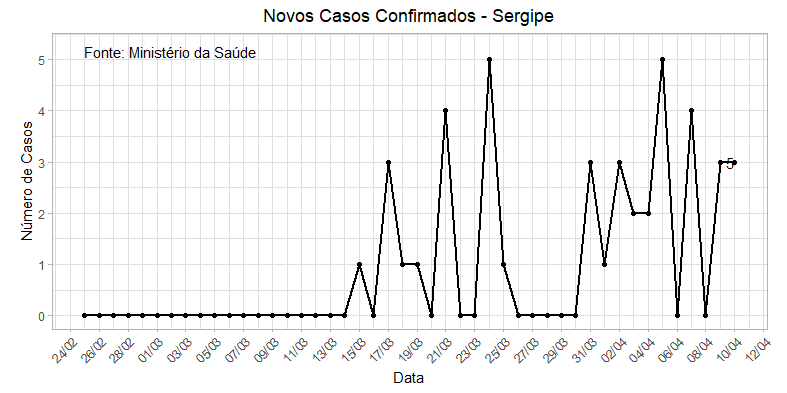 Novos Casos Confirmados - Sergipe
Fonte: Ministério da Saúde
Número de Casos
5
4
3
2
1
0
5
24/02 26/02 28/02 01/03 03/03 05/03 07/03 09/03 11/03 13/03 15/03 17/03 19/03 21/03 23/03 25/03 27/03 29/03 31/03 02/04 04/04 06/04 08/04 10/04 12/04
Data